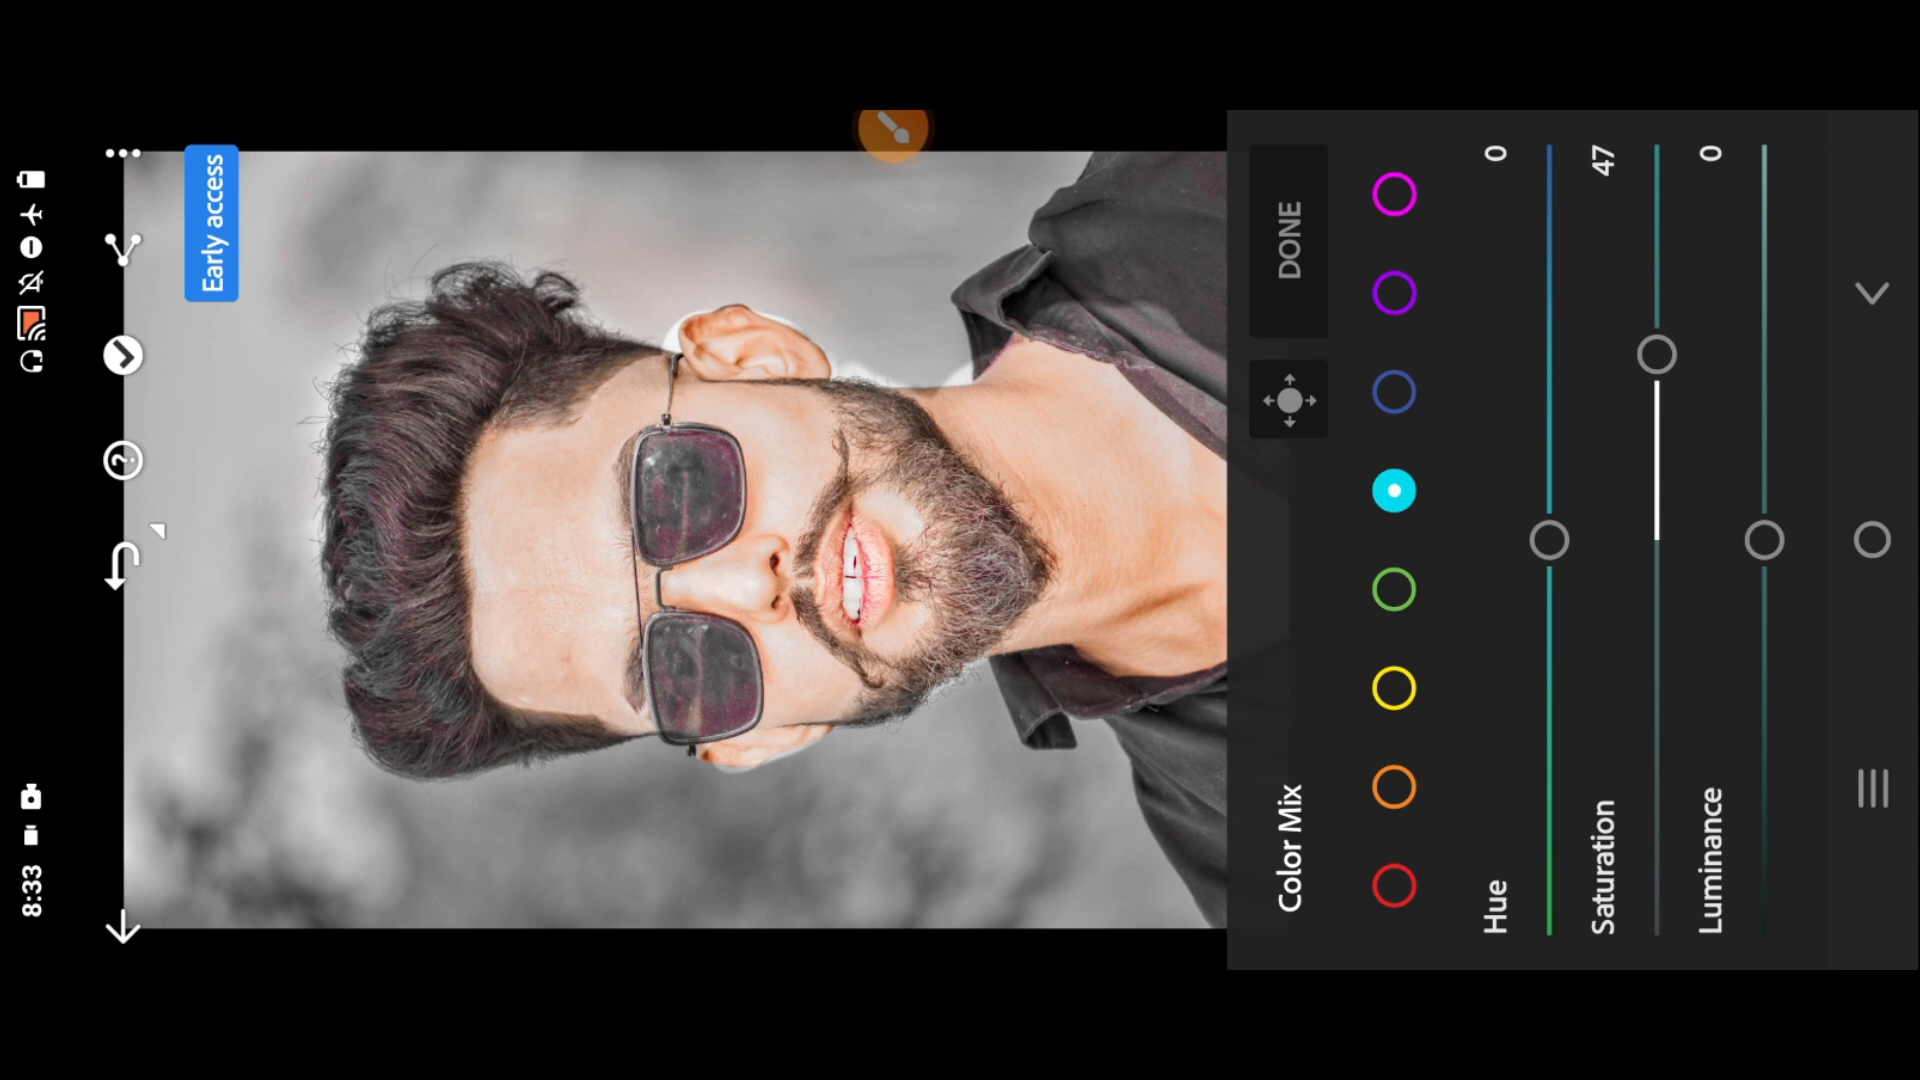 8:33
Early access
Color Mix
DONE
Hue
0
Saturation
47
Luminance
0